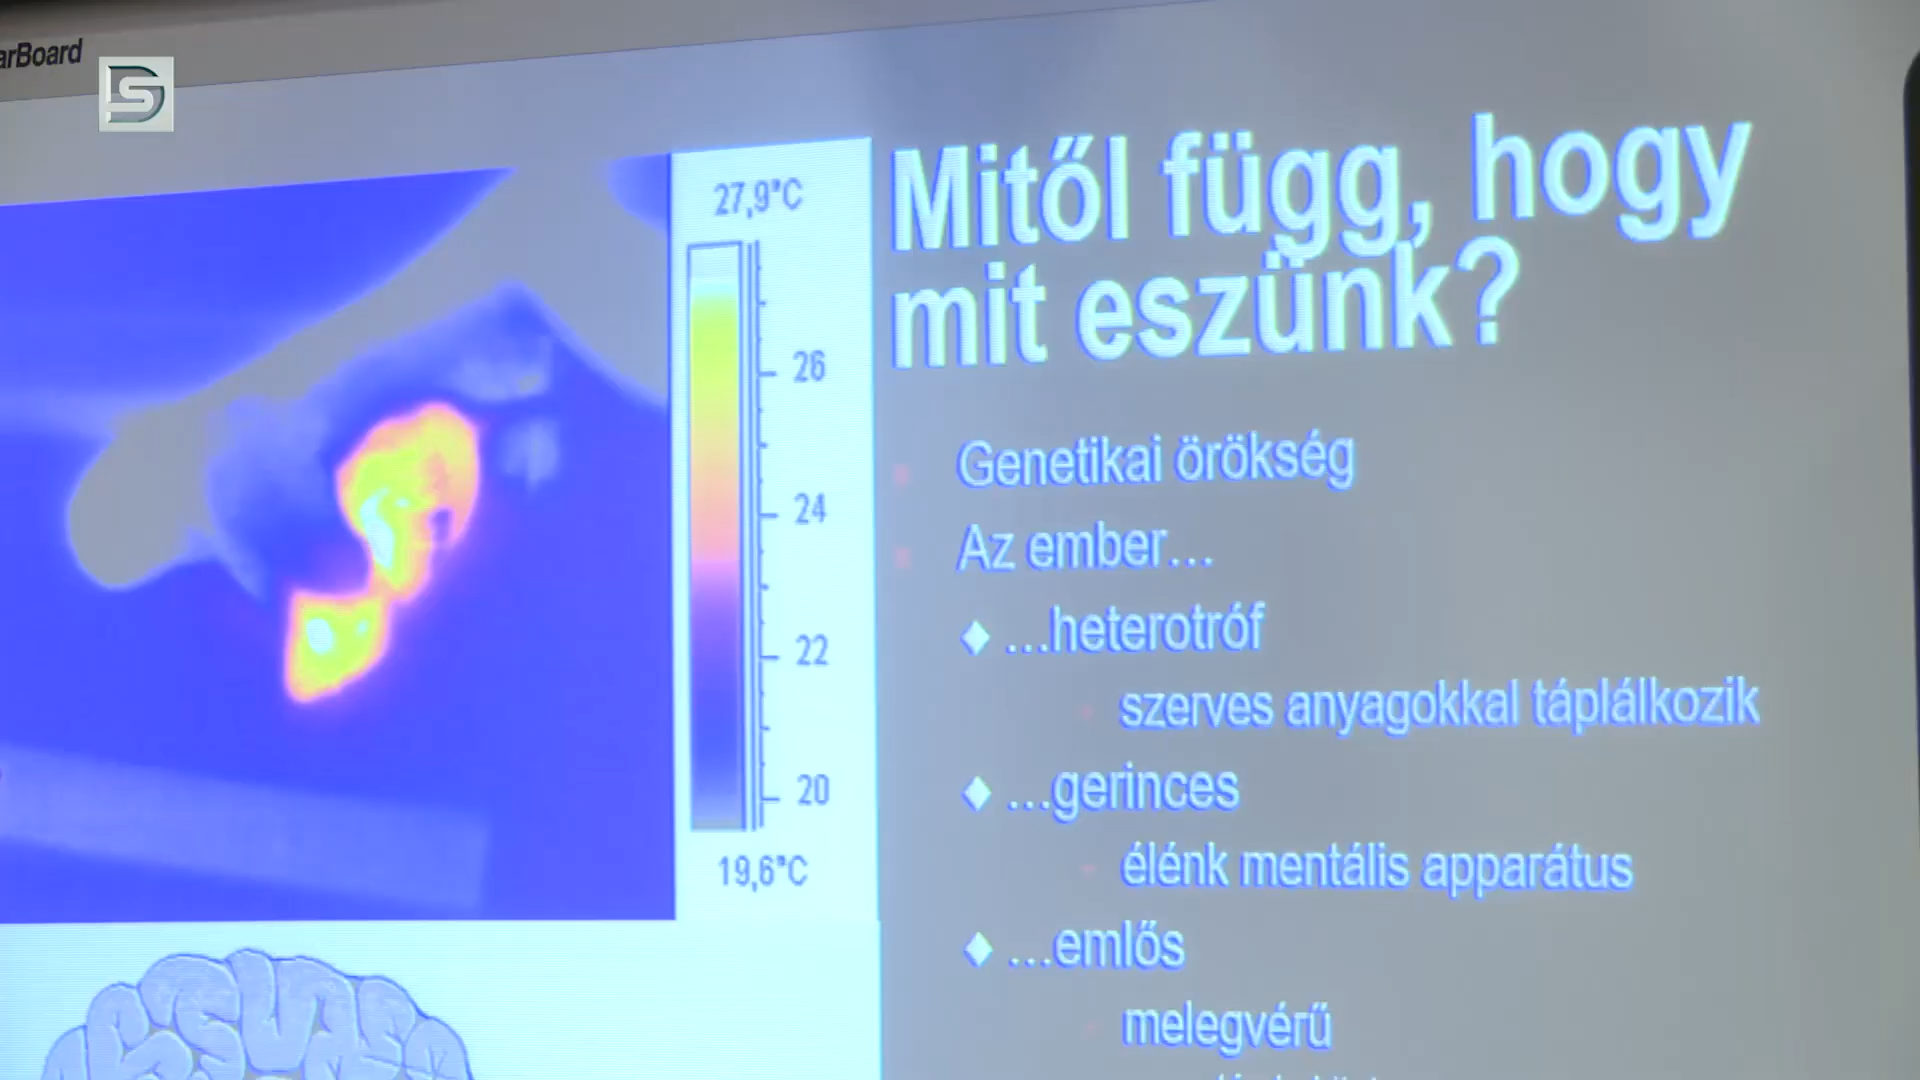 arBoard
27,9°C
26
24
22
20
19,6°C
Mitől függ, hogy
mit eszünk?
Genetikai örökség
Az ember...
...heterotróf
szerves anyagokkal táplálkozik
...gerinces
élénk mentális apparátus
...emlős
melegvérű